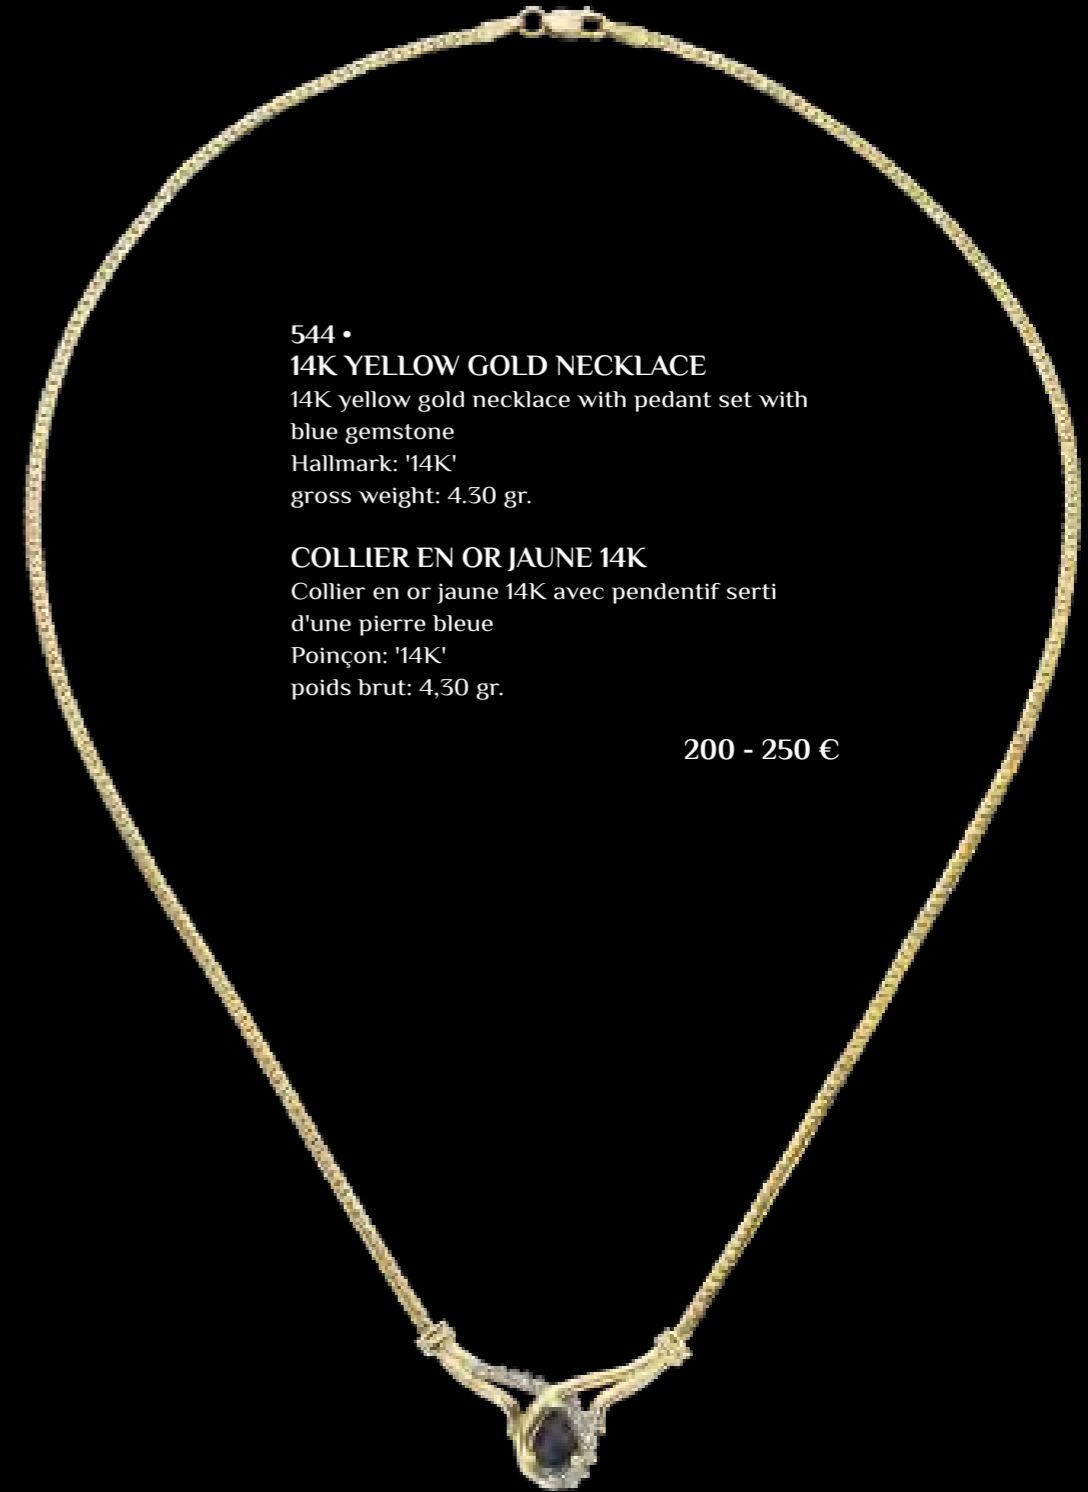 544 •
14K YELLOW GOLD NECKLACE
14K yellow gold necklace with pedant set with
blue gemstone
Hallmark: '14K'
gross weight: 4.30 gr.
COLLIER EN OR JAUNE 14K
Collier en or jaune 14K avec pendentif serti
d'une pierre bleue
Poinçon: '14K'
poids brut: 4,30 gr.
200 - 250 €